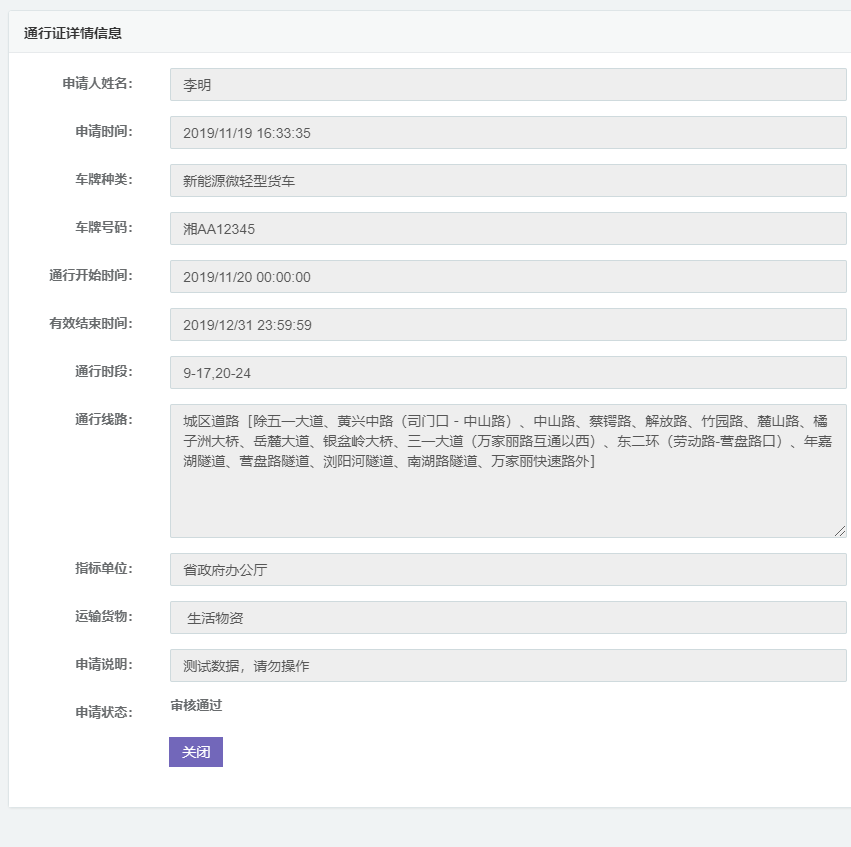 通行证详情信息
申请人姓名: 李明
申请时间: 2019/11/19 16:33:35
车牌种类: 新能源微轻型货车
车牌号码: 湘AA12345
通行开始时间: 2019/11/20 00:00:00
有效结束时间: 2019/12/31 23:59:59
通行时段: 9-17,20-24
通行线路: 城区道路［除五一大道、黄兴中路（司门口－中山路）、中山路、蔡锷路、解放路、竹园路、麓山路、橘
子洲大桥、岳麓大道、银盆岭大桥、三一大道（万家丽路互通以西）、东二环（劳动路-营盘路口）、年嘉
湖隧道、营盘路隧道、浏阳河隧道、南湖路隧道、万家丽快速路外］
指标单位: 省政府办公厅
运输货物: 生活物资
申请说明: 测试数据，请勿操作
申请状态: 审核通过
关闭